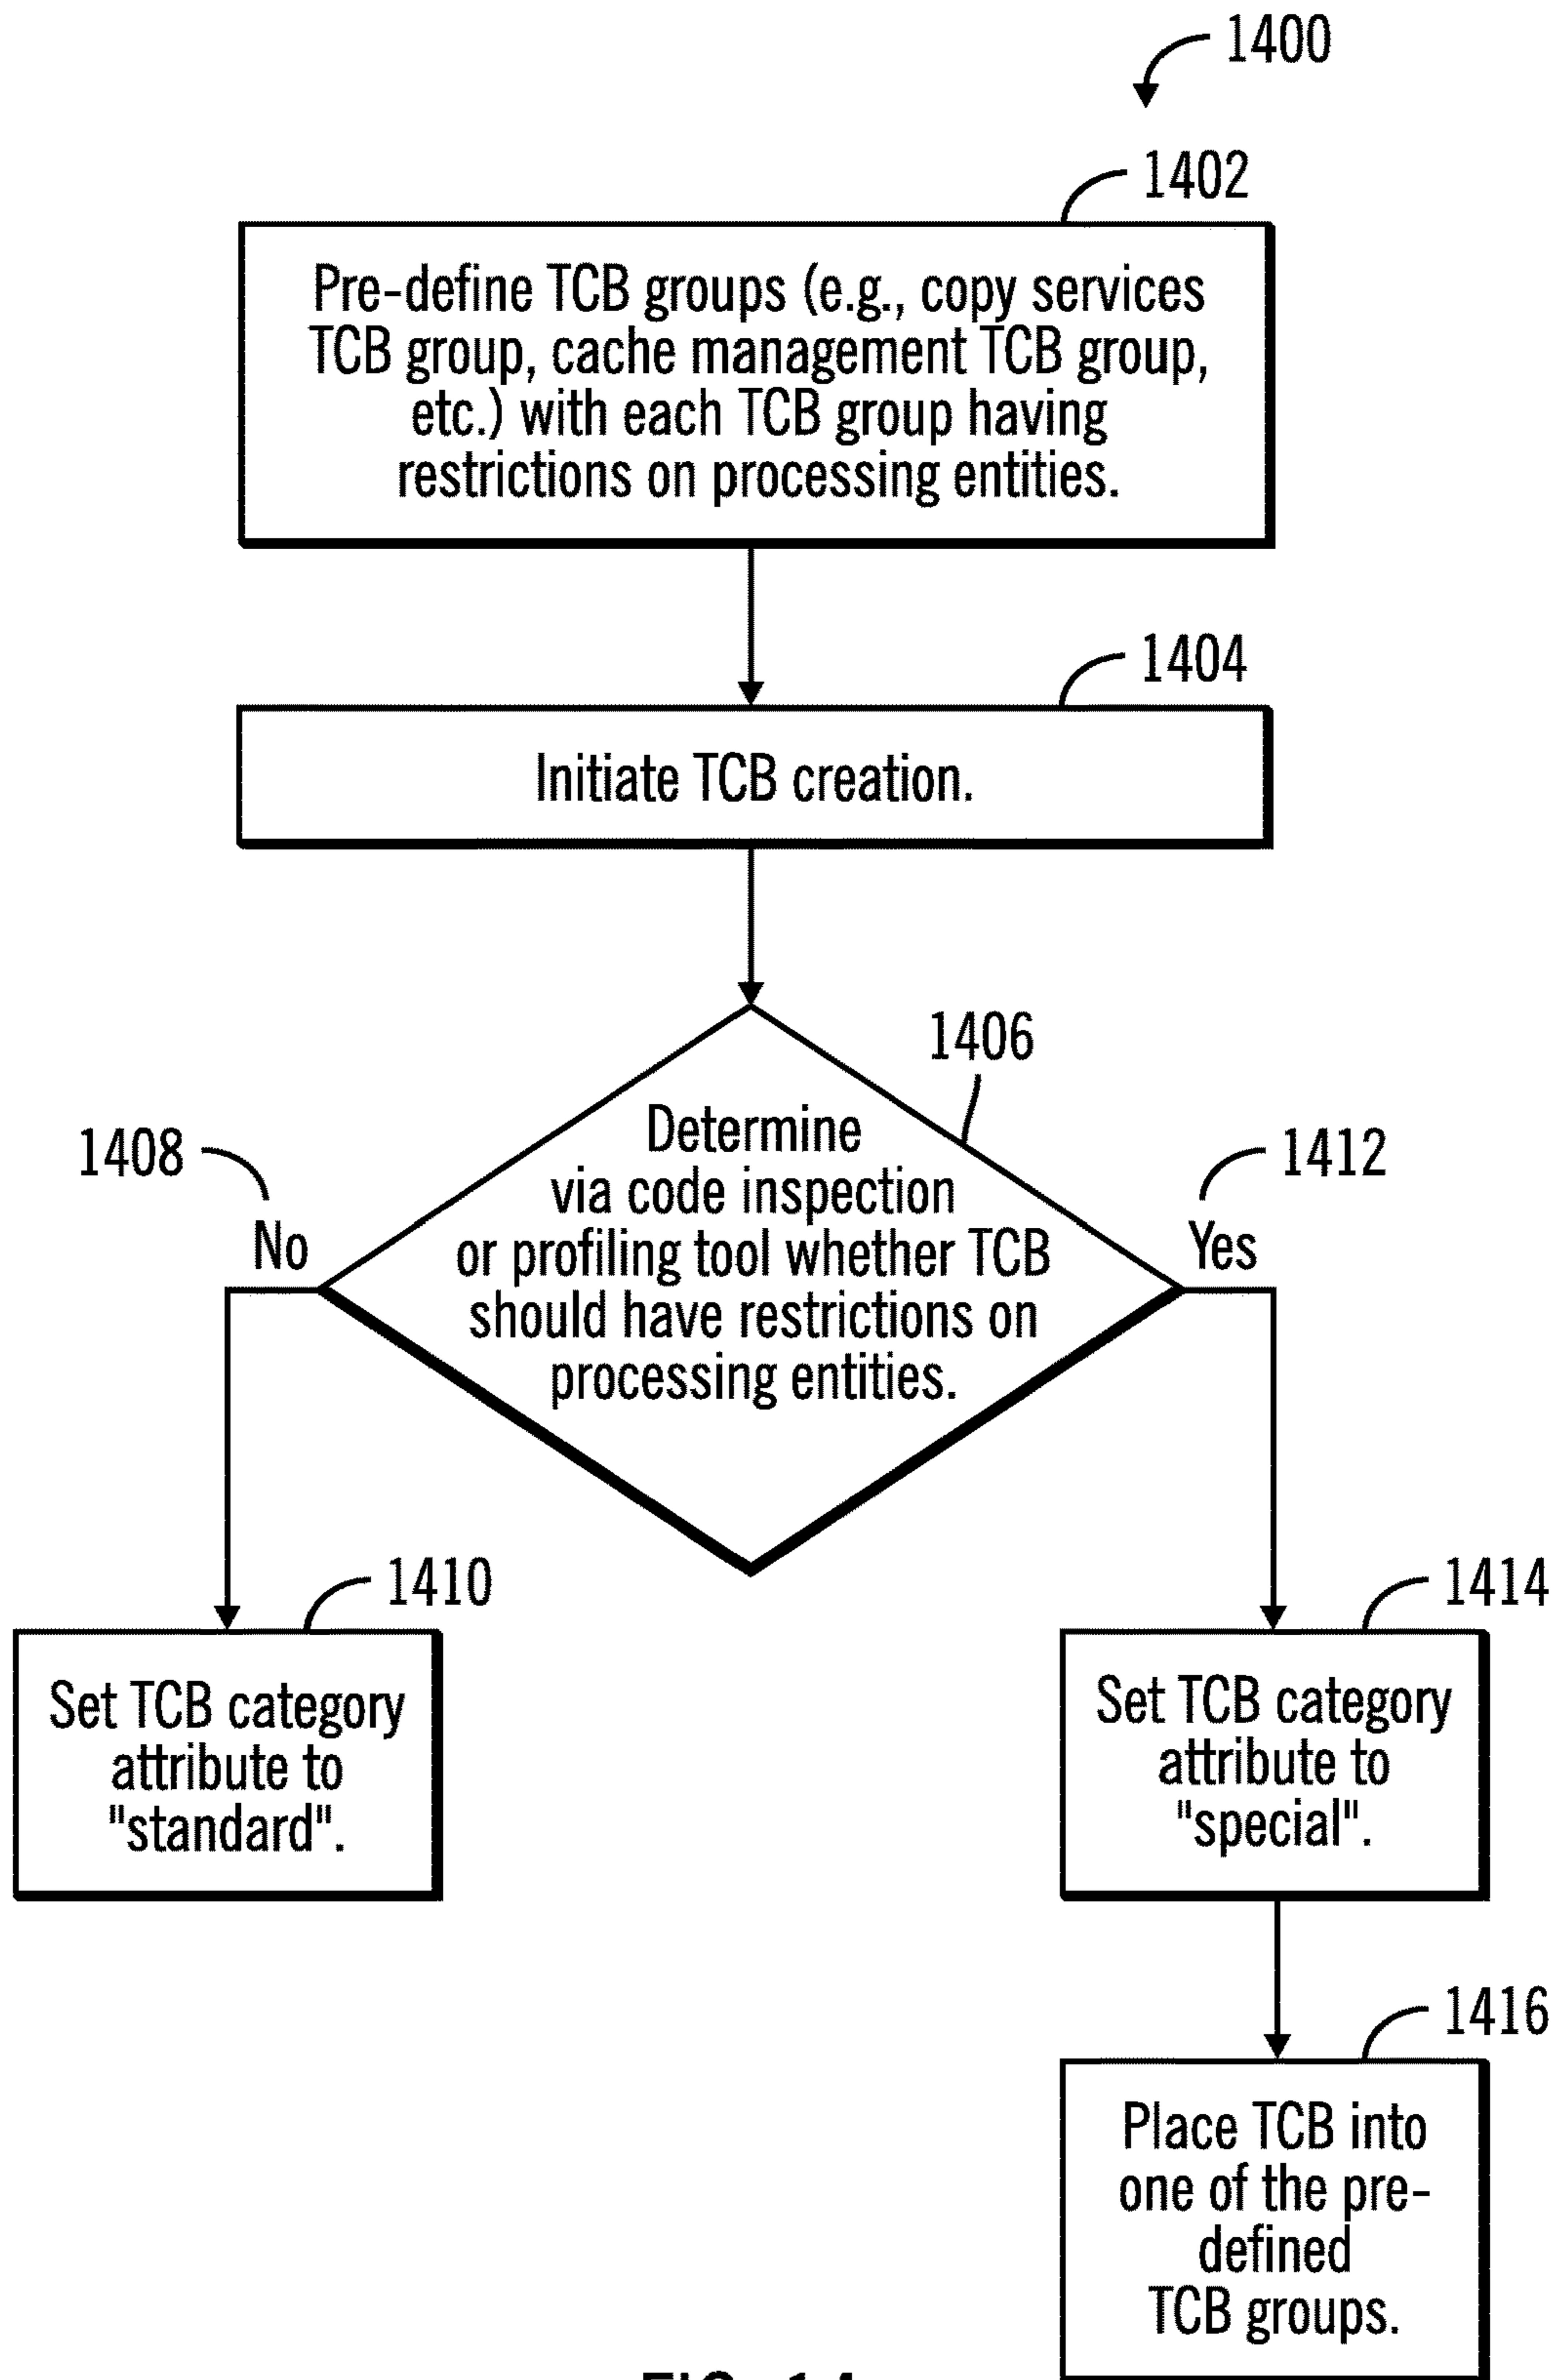 1400
1402
Pre-define TCB groups (e.g., copy services
TCB group, cache management TCB group,
etc.) with each TCB group having
restrictions on processing entities.
1404
Initiate TCB creation.
1406
Determine
via code inspection
or profiling tool whether TCB
should have restrictions on
processing entities.
1408
No
1412
Yes
1410
Set TCB category
attribute to
"standard".
1414
Set TCB category
attribute to
"special".
1416
Place TCB into
one of the pre-
defined
TCB groups.